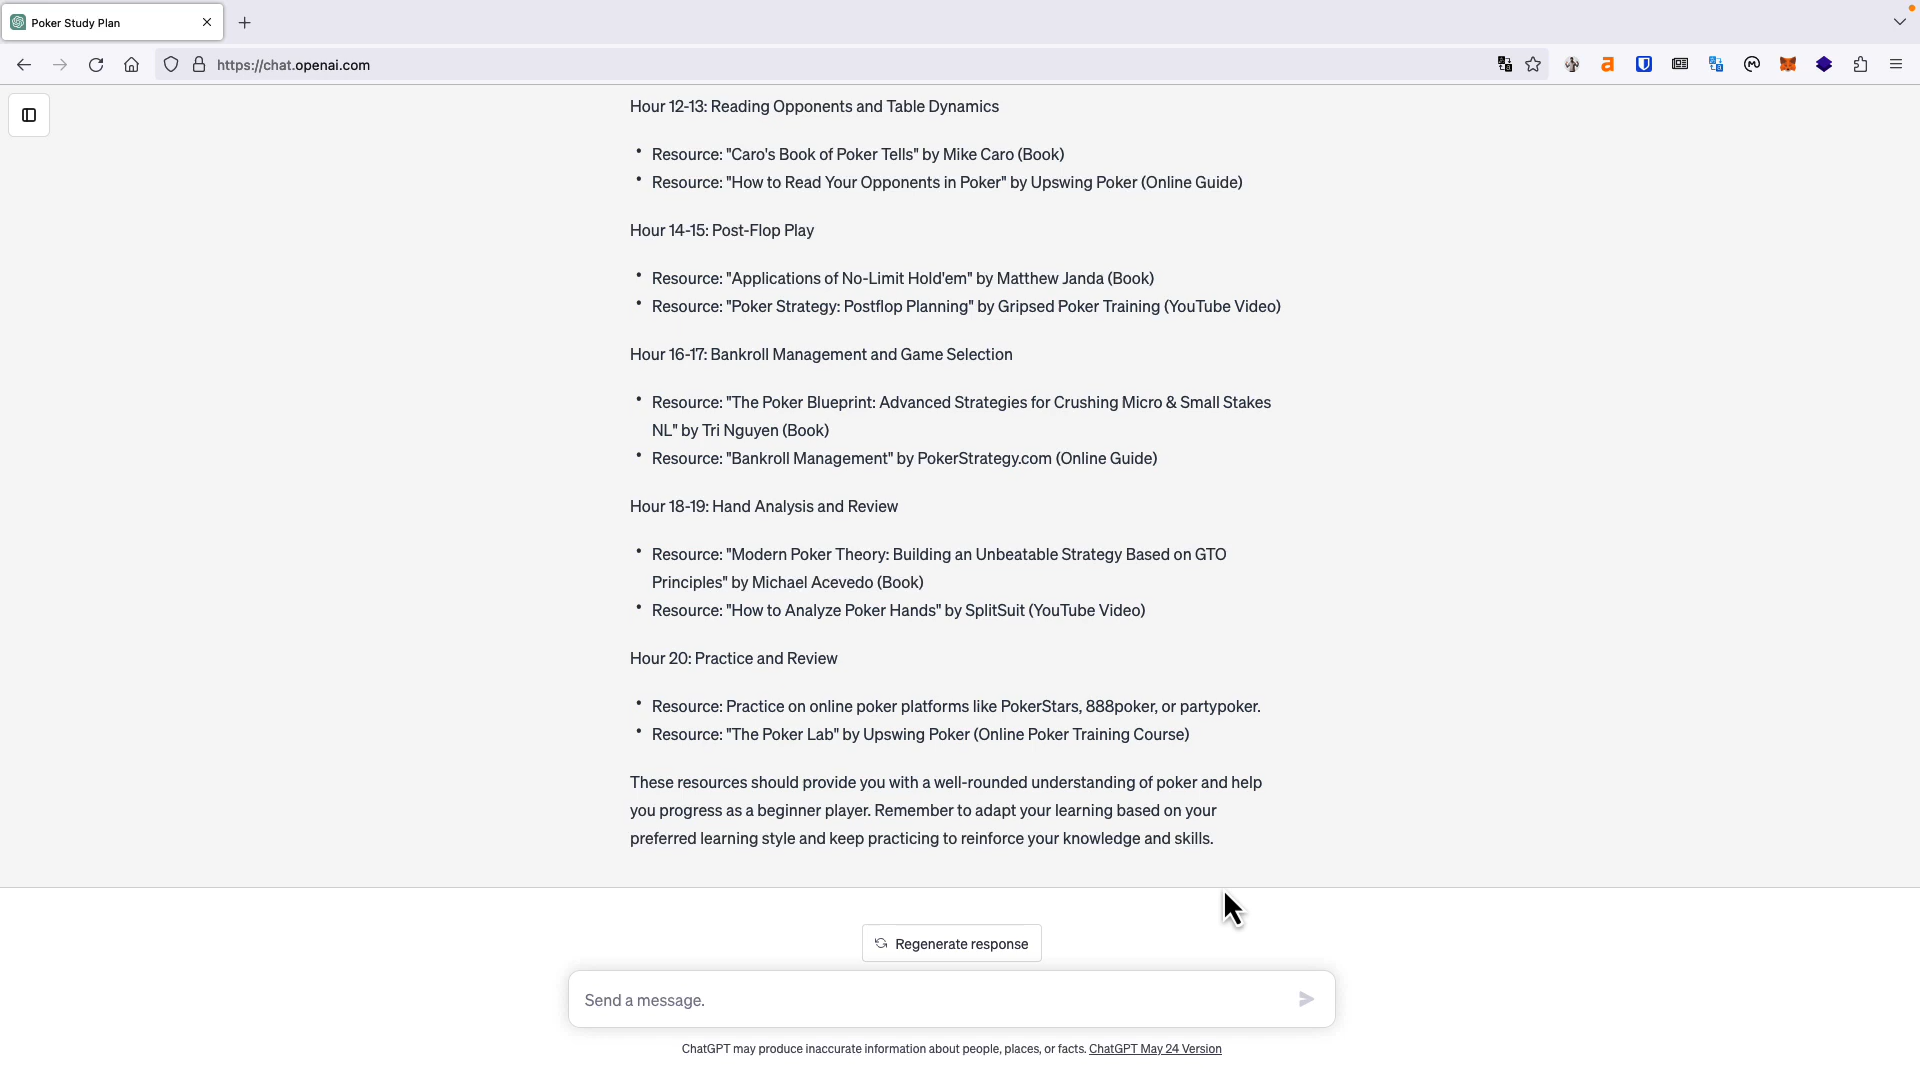 Poker Study Plan
https://chat.openai.com
Hour 12-13: Reading Opponents and Table Dynamics
• Resource: "Caro's Book of Poker Tells" by Mike Caro (Book)
• Resource: "How to Read Your Opponents in Poker" by Upswing Poker (Online Guide)
Hour 14-15: Post-Flop Play
• Resource: "Applications of No-Limit Hold'em" by Matthew Janda (Book)
• Resource: "Poker Strategy: Postflop Planning" by Gripsed Poker Training (YouTube Video)
Hour 16-17: Bankroll Management and Game Selection
• Resource: "The Poker Blueprint: Advanced Strategies for Crushing Micro & Small Stakes
NL" by Tri Nguyen (Book)
• Resource: "Bankroll Management" by PokerStrategy.com (Online Guide)
Hour 18-19: Hand Analysis and Review
• Resource: "Modern Poker Theory: Building an Unbeatable Strategy Based on GTO
Principles" by Michael Acevedo (Book)
• Resource: "How to Analyze Poker Hands" by SplitSuit (YouTube Video)
Hour 20: Practice and Review
• Resource: Practice on online poker platforms like PokerStars, 888poker, or partypoker.
• Resource: "The Poker Lab" by Upswing Poker (Online Poker Training Course)
These resources should provide you with a well-rounded understanding of poker and help
you progress as a beginner player. Remember to adapt your learning based on your
preferred learning style and keep practicing to reinforce your knowledge and skills.
Regenerate response
Send a message.
ChatGPT may produce inaccurate information about people, places, or facts. ChatGPT May 24 Version